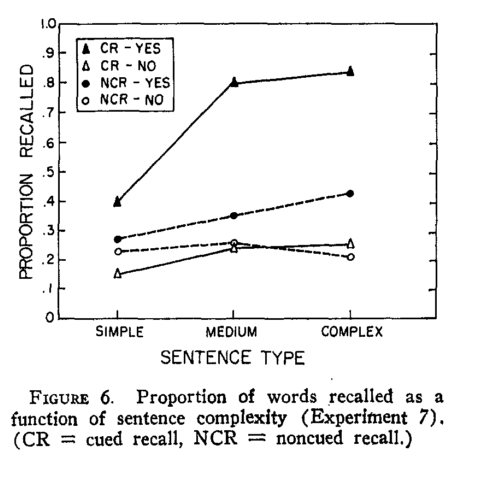 1.0
.9
.8
.7
.6
.5
.4
.3
.2
.1
0
PROPORTION RECALLED
CR - YES
CR - NO
NCR - YES
NCR - NO
SIMPLE MEDIUM COMPLEX
SENTENCE TYPE
FIGURE 6. Proportion of words recalled as a
function of sentence complexity (Experiment 7).
(CR = cued recall, NCR = noncued recall.)